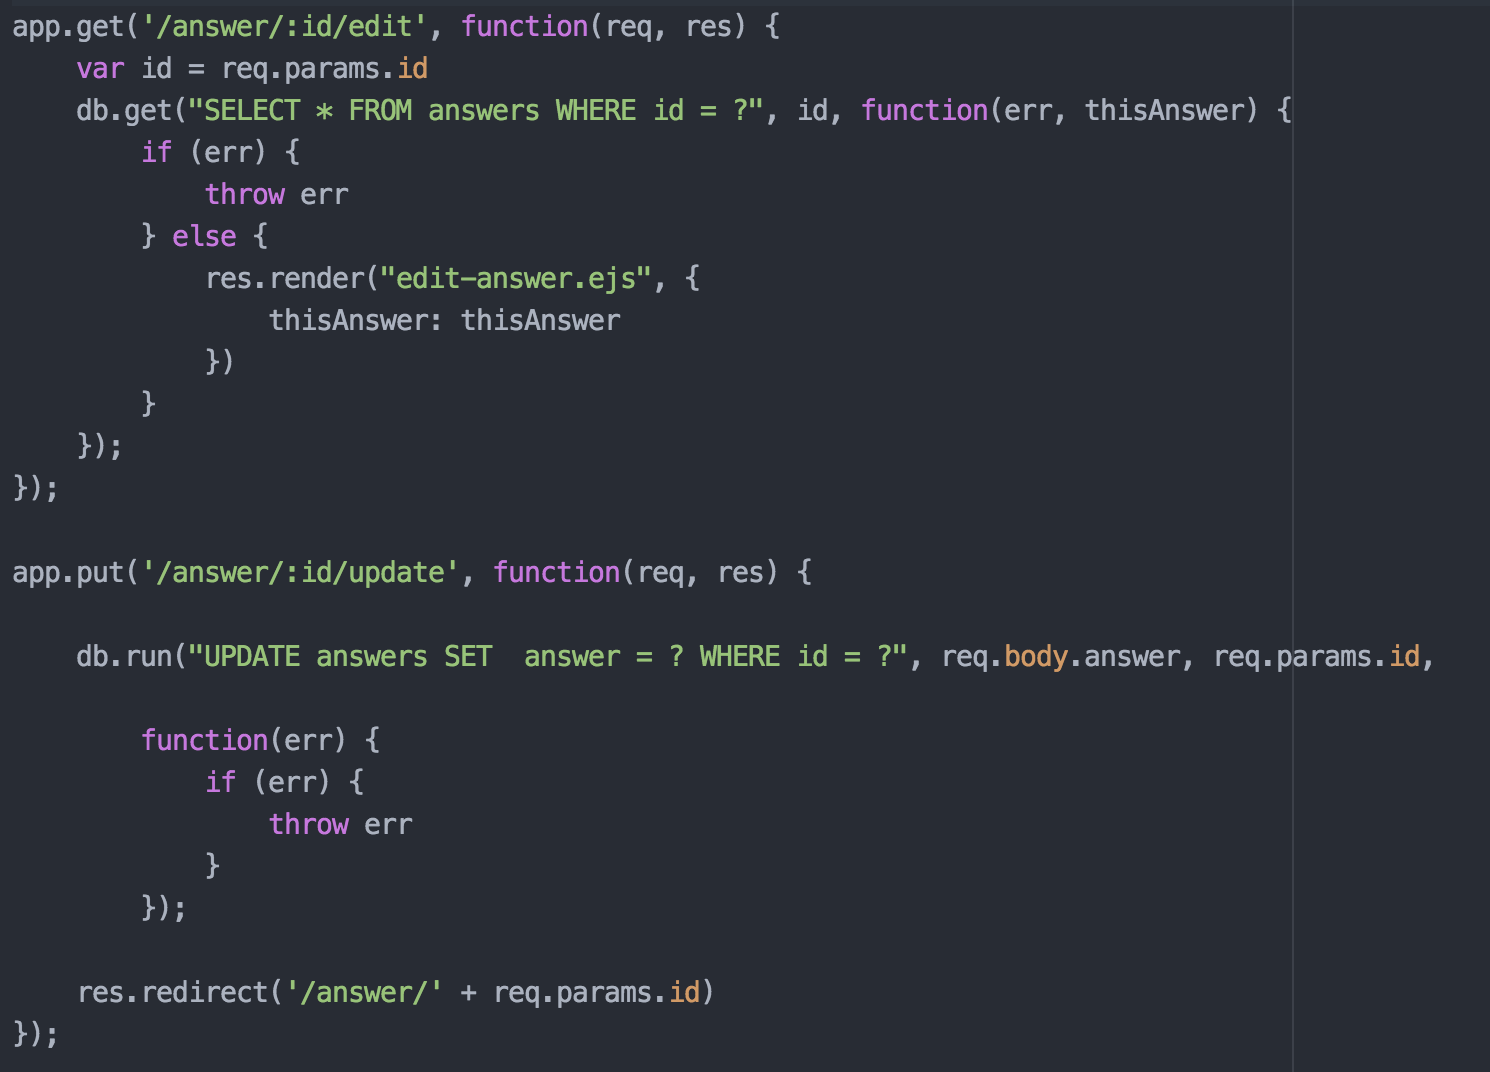 app.get('/answer/:id/edit', function(req, res) {
    var id = req.params.id
    db.get("SELECT * FROM answers WHERE id = ?", id, function(err, thisAnswer) {
        if (err) {
            throw err
        } else {
            res.render("edit-answer.ejs", {
                thisAnswer: thisAnswer
            })
        }
    });
});

app.put('/answer/:id/update', function(req, res) {

    db.run("UPDATE answers SET  answer = ? WHERE id = ?", req.body.answer, req.params.id,

        function(err) {
            if (err) {
                throw err
            }
        });

    res.redirect('/answer/' + req.params.id)
});